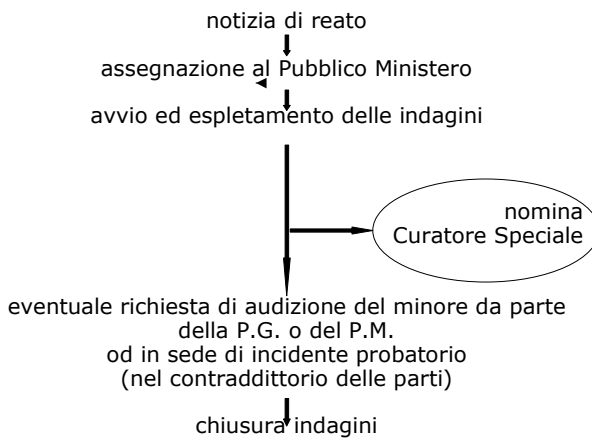 notizia di reato
assegnazione al Pubblico Ministero
avvio ed espletamento delle indagini
nomina
Curatore Speciale
eventuale richiesta di audizione del minore da parte
della P.G. o del P.M.
od in sede di incidente probatorio
(nel contraddittorio delle parti)
chiusura indagini